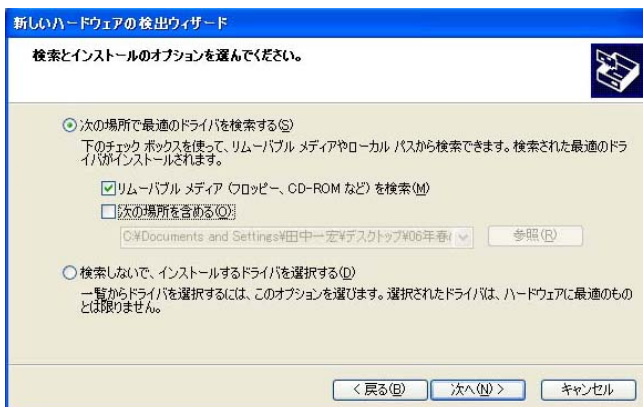 新しいハードウェアの検出ウィザード
検索とインストールのオプションを選んでください。
次の場所で最適のドライバを検索する(S)
下のチェック ボックスを使って、リムーバブル メディアやローカル パスから検索できます。検索された最適のドラ
イバがインストールされます。
リムーバブル メディア (フロッピー、CD-ROM など) を検索(M)
次の場所を含める(O):
C:¥Documents and Settings¥田中一宏¥デスクトップ¥06年春
参照(R)
検索しないで、インストールするドライバを選択する(D)
一覧からドライバを選択するには、このオプションを選びます。選択されたドライバは、ハードウェアに最適のもの
とは限りません。
< 戻る(B)
次へ(N) >
キャンセル